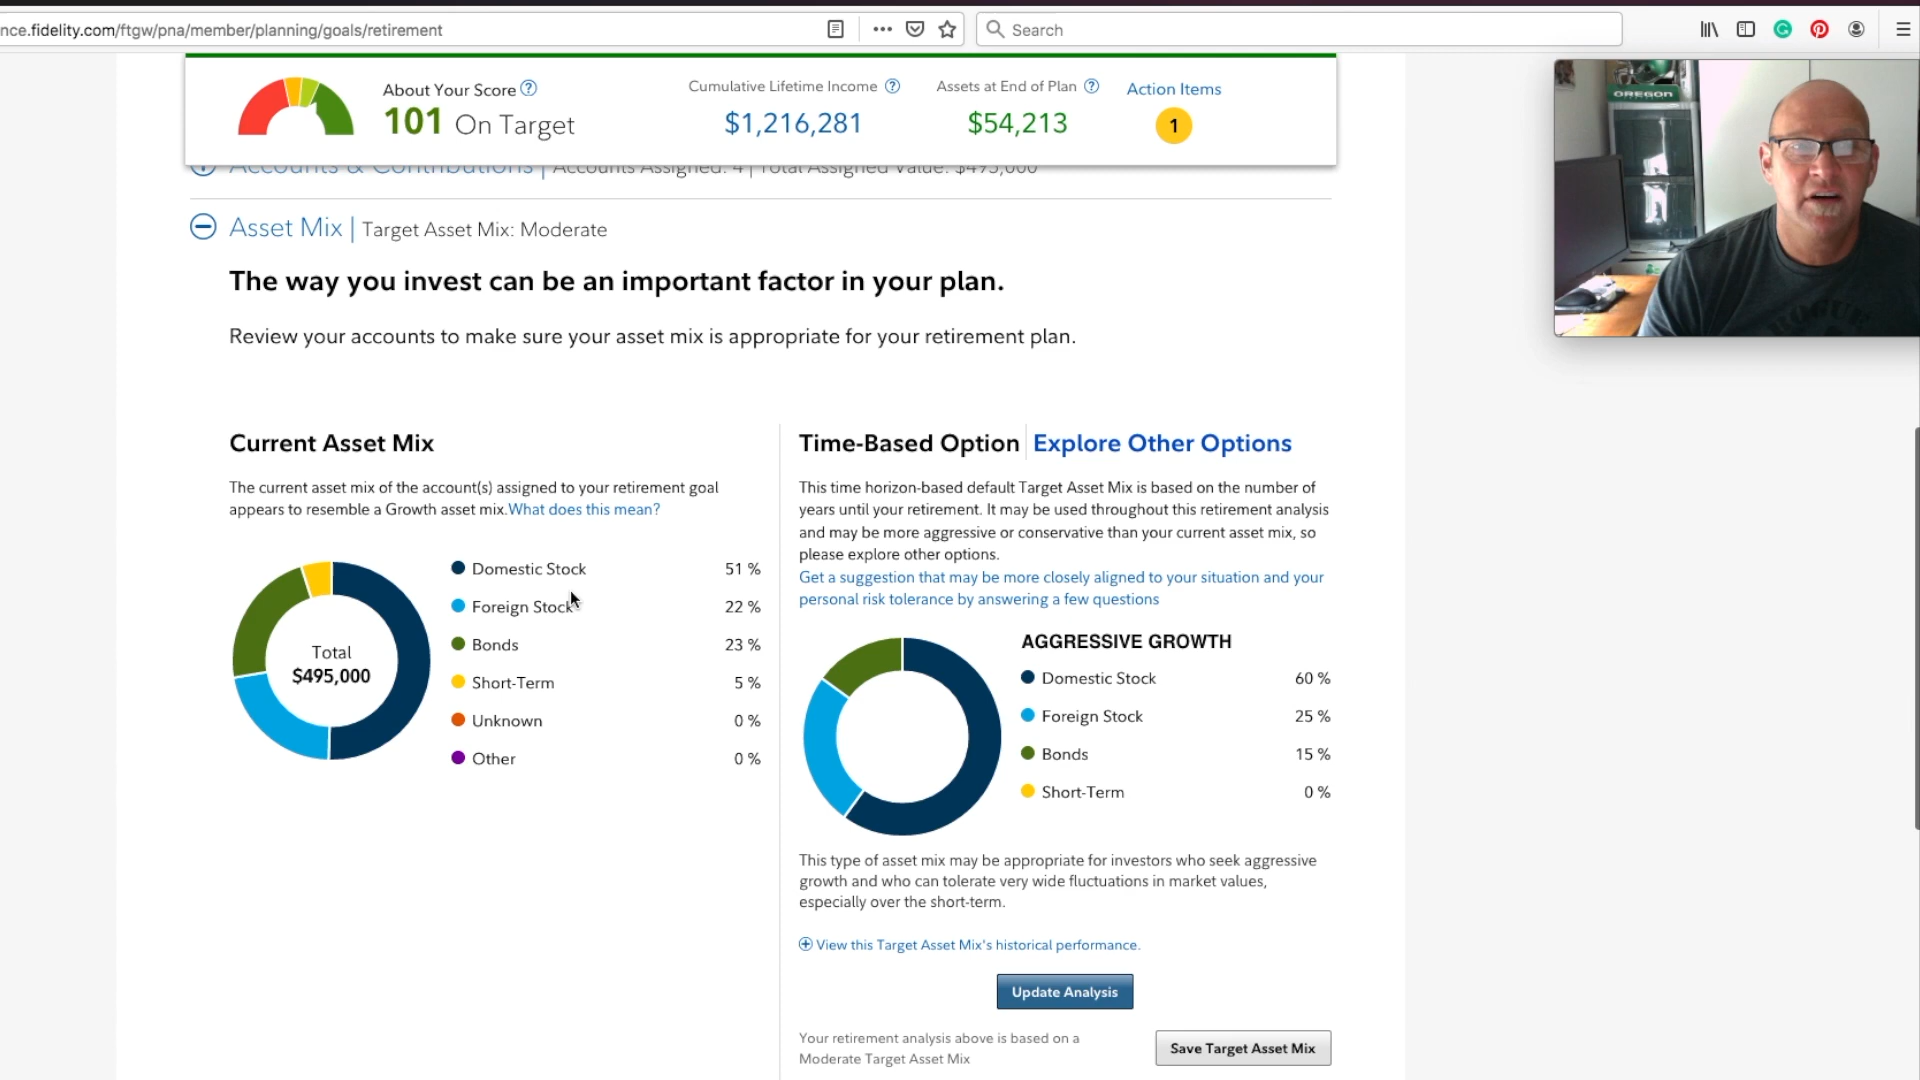 nce.fidelity.com/ftgw/pna/member/planning/goals/retirement
Search
About Your Score ?
101 On Target
Cumulative Lifetime Income ?
$1,216,281
Assets at End of Plan ?
$54,213
Action Items
1
Accounts & Contributions | Accounts Assigned: 4 | Total Assigned Value: $495,000
Asset Mix | Target Asset Mix: Moderate
The way you invest can be an important factor in your plan.
Review your accounts to make sure your asset mix is appropriate for your retirement plan.
Current Asset Mix
The current asset mix of the account(s) assigned to your retirement goal
appears to resemble a Growth asset mix.What does this mean?
Total
$495,000
Domestic Stock 51 %
Foreign Stock 22 %
Bonds 23 %
Short-Term 5 %
Unknown 0 %
Other 0 %
Time-Based Option | Explore Other Options
This time horizon-based default Target Asset Mix is based on the number of
years until your retirement. It may be used throughout this retirement analysis
and may be more aggressive or conservative than your current asset mix, so
please explore other options.
Get a suggestion that may be more closely aligned to your situation and your
personal risk tolerance by answering a few questions
AGGRESSIVE GROWTH
Domestic Stock 60 %
Foreign Stock 25 %
Bonds 15 %
Short-Term 0 %
This type of asset mix may be appropriate for investors who seek aggressive
growth and who can tolerate very wide fluctuations in market values,
especially over the short-term.
View this Target Asset Mix's historical performance.
Update Analysis
Your retirement analysis above is based on a
Moderate Target Asset Mix
Save Target Asset Mix
OREGON
ROGUE